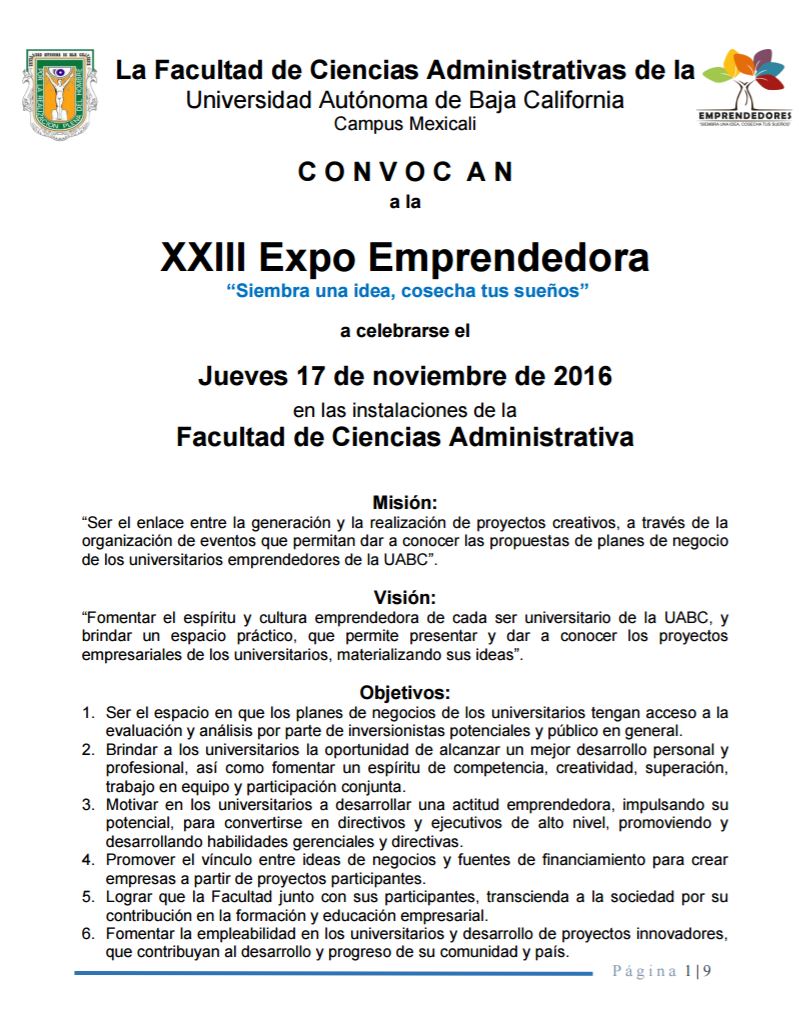 La Facultad de Ciencias Administrativas de la
Universidad Autónoma de Baja California
Campus Mexicali
POR LA REALIZACIÓN PLENA DEL HOMBRE
EMPRENDEDORES
"SIEMBRA UNA IDEA, COSECHA TUS SUEÑOS"
C O N V O C A N
a la
XXIII Expo Emprendedora
“Siembra una idea, cosecha tus sueños”
a celebrarse el
Jueves 17 de noviembre de 2016
en las instalaciones de la
Facultad de Ciencias Administrativa
Misión:
“Ser el enlace entre la generación y la realización de proyectos creativos, a través de la
organización de eventos que permitan dar a conocer las propuestas de planes de negocio
de los universitarios emprendedores de la UABC”.
Visión:
“Fomentar el espíritu y cultura emprendedora de cada ser universitario de la UABC, y
brindar un espacio práctico, que permite presentar y dar a conocer los proyectos
empresariales de los universitarios, materializando sus ideas”.
Objetivos:
1. Ser el espacio en que los planes de negocios de los universitarios tengan acceso a la
evaluación y análisis por parte de inversionistas potenciales y público en general.
2. Brindar a los universitarios la oportunidad de alcanzar un mejor desarrollo personal y
profesional, así como fomentar un espíritu de competencia, creatividad, superación,
trabajo en equipo y participación conjunta.
3. Motivar en los universitarios a desarrollar una actitud emprendedora, impulsando su
potencial, para convertirse en directivos y ejecutivos de alto nivel, promoviendo y
desarrollando habilidades gerenciales y directivas.
4. Promover el vínculo entre ideas de negocios y fuentes de financiamiento para crear
empresas a partir de proyectos participantes.
5. Lograr que la Facultad junto con sus participantes, transcienda a la sociedad por su
contribución en la formación y educación empresarial.
6. Fomentar la empleabilidad en los universitarios y desarrollo de proyectos innovadores,
que contribuyan al desarrollo y progreso de su comunidad y país.
Página 1|9